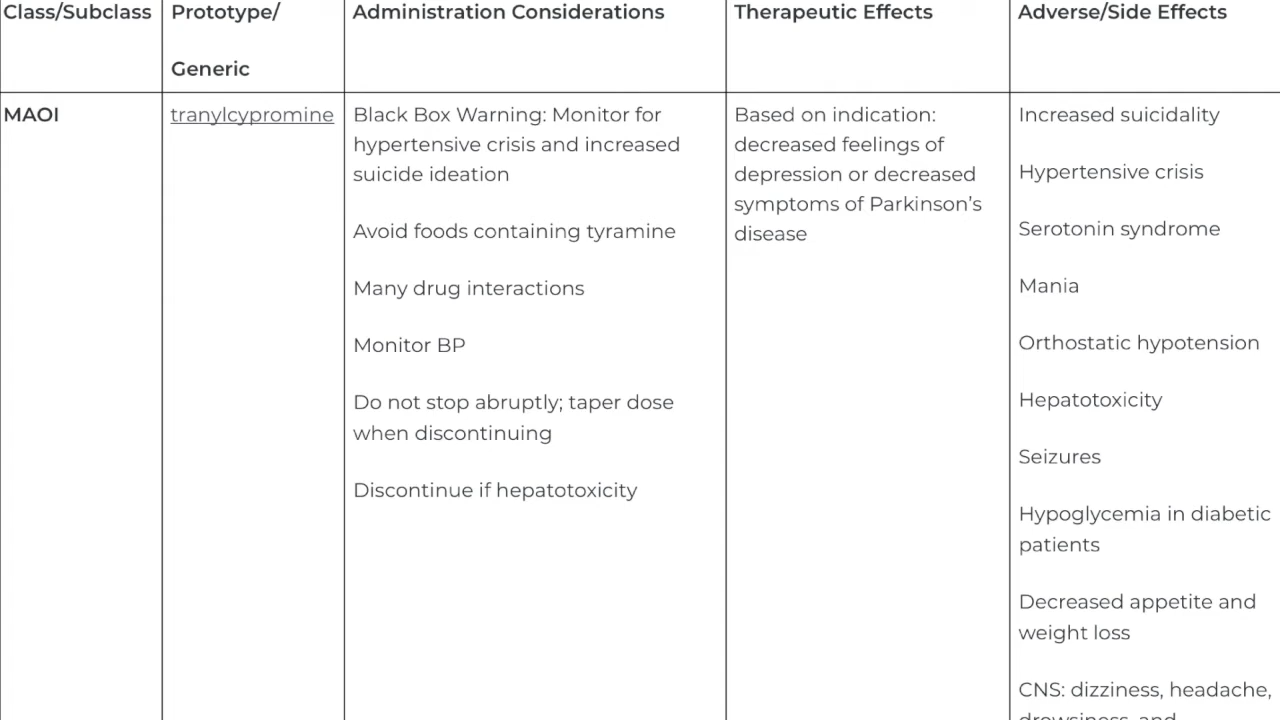 Class/Subclass
Prototype/
Generic
Administration Considerations
Therapeutic Effects
Adverse/Side Effects
MAOI
tranylcypromine
Black Box Warning: Monitor for
hypertensive crisis and increased
suicide ideation
Avoid foods containing tyramine
Many drug interactions
Monitor BP
Do not stop abruptly; taper dose
when discontinuing
Discontinue if hepatotoxicity
Based on indication:
decreased feelings of
depression or decreased
symptoms of Parkinson’s
disease
Increased suicidality
Hypertensive crisis
Serotonin syndrome
Mania
Orthostatic hypotension
Hepatotoxicity
Seizures
Hypoglycemia in diabetic
patients
Decreased appetite and
weight loss
CNS: dizziness, headache,
drowsiness, and